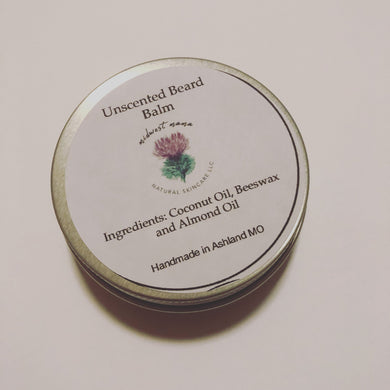 Unscented Beard
Balm
midwest mama
NATURAL SKINCARE LLC
Ingredients: Coconut Oil, Beeswax
and Almond Oil
Handmade in Ashland MO